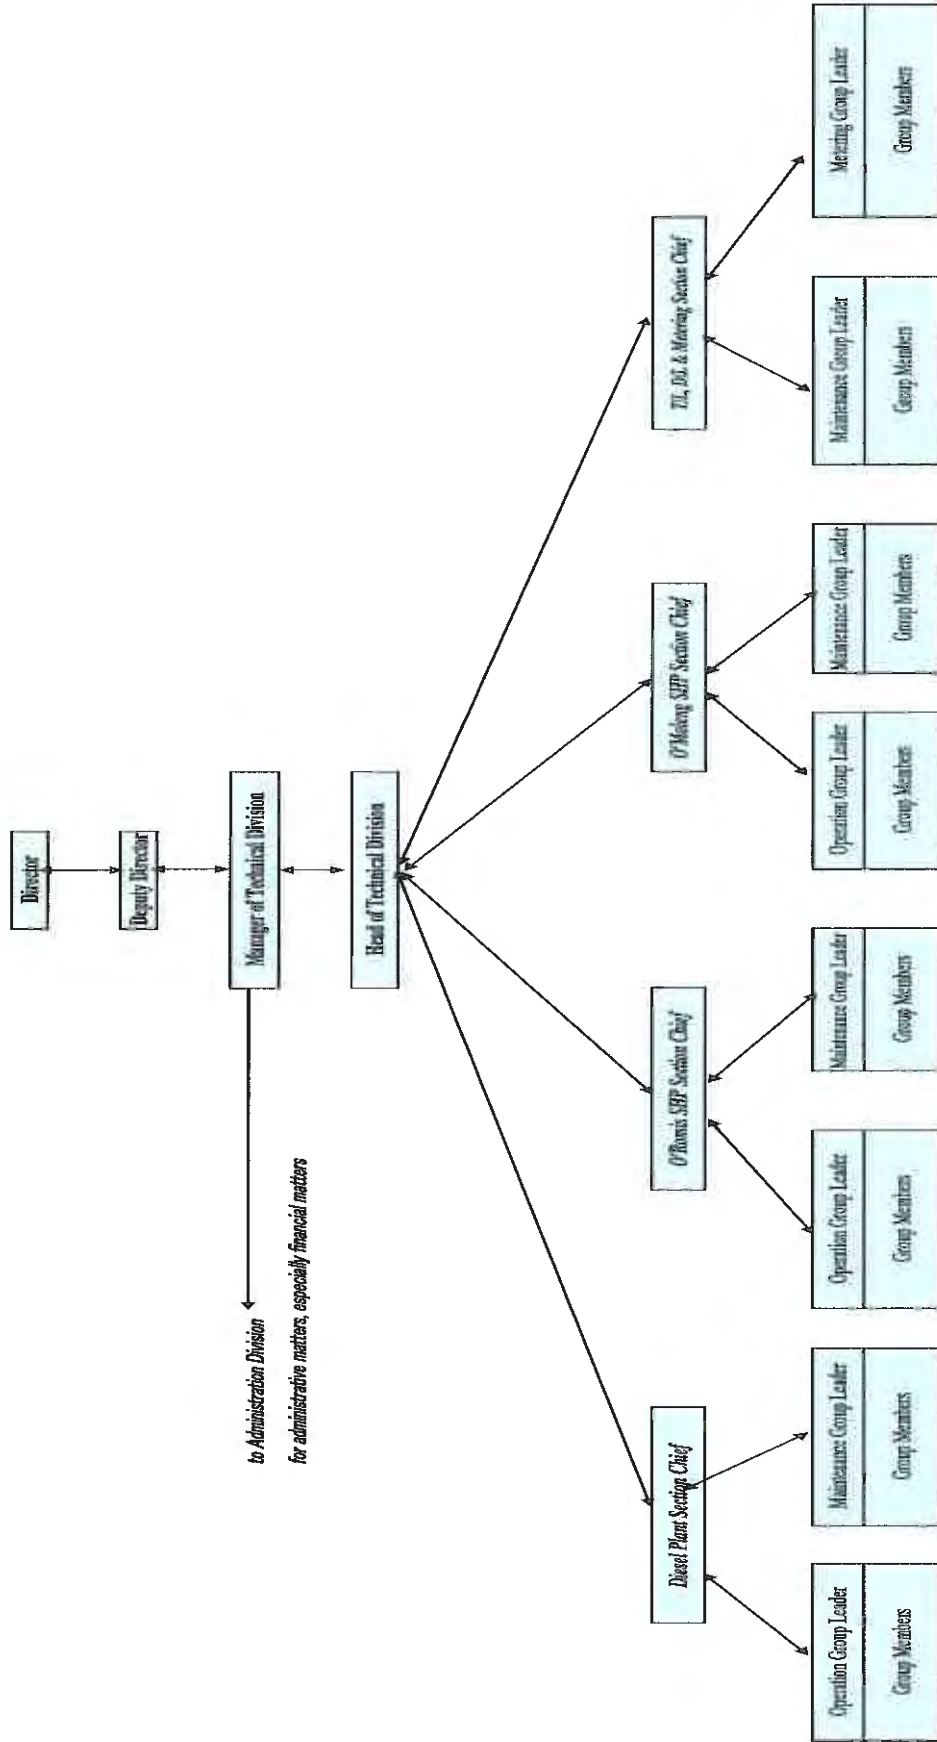 Director
Deputy Director
Manager of Technical Division
to Administration Division
for administrative matters, especially financial matters
Head of Technical Division
Diesel Plant Section Chief
O'Romis SHP Section Chief
O'Moleng SHP Section Chief
T/L, D/L & Metering Section Chief
Operation Group Leader
Group Members
Maintenance Group Leader
Group Members
Operation Group Leader
Group Members
Maintenance Group Leader
Group Members
Operation Group Leader
Group Members
Maintenance Group Leader
Group Members
Maintenance Group Leader
Group Members
Metering Group Leader
Group Members